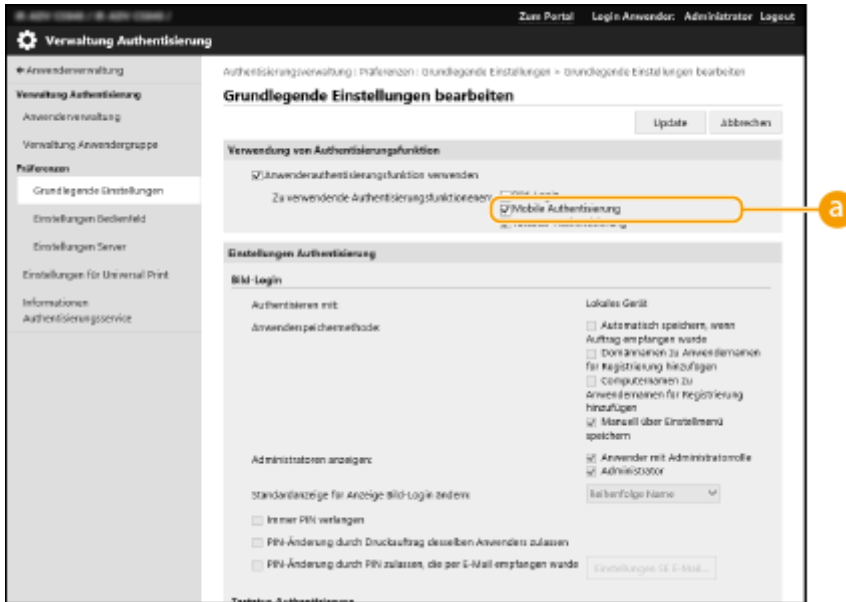 Zum Portal Login Anwender: Administrator Logout
Verwaltung Authentisierung
Anwenderverwaltung
Verwaltung Authentisierung
Anwenderverwaltung
Verwaltung Anwendergruppe
Präferenzen
Grundlegende Einstellungen
Einstellungen Bedienfeld
Einstellungen Server
Einstellungen für Universal Print
Informationen
Authentisierungsservice
Authentisierungsverwaltung : Präferenzen : Grundlegende Einstellungen > Grundlegende Einstellungen bearbeiten
Grundlegende Einstellungen bearbeiten
Update Abbrechen
Verwendung von Authentisierungsfunktion
Anwenderauthentisierungsfunktion verwenden
Zu verwendende Authentisierungsfunktionenen:
Mobile Authentisierung
a
Einstellungen Authentisierung
Bild-Login
Authentisieren mit: Lokales Gerät
Anwenderspeichermethode: Automatisch speichern, wenn
Auftrag empfangen wurde
Domännamen zu Anwendernamen
für Registrierung hinzufügen
Computernamen zu
Anwendernamen für Registrierung
hinzufügen
Manuell über Einstellmenü
speichern
Administratoren anzeigen: Anwender mit Administratorrolle
Administrator
Standardanzeige für Anzeige Bild-Login ändern: Reihenfolge Name
Immer PIN verlangen
PIN-Änderung durch Druckauftrag desselben Anwenders zulassen
PIN-Änderung durch PIN zulassen, die per E-Mail empfangen wurde Einstellungen SE E-Mail...